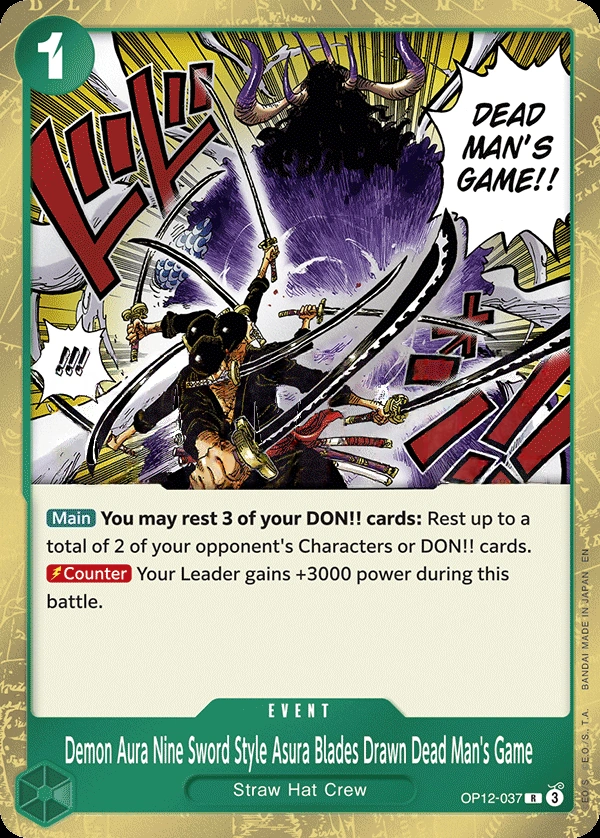 1
DEAD
MAN'S
GAME!!
!!!
Main You may rest 3 of your DON!! cards: Rest up to a
total of 2 of your opponent's Characters or DON!! cards.
Counter Your Leader gains +3000 power during this
battle.
EVENT
Demon Aura Nine Sword Style Asura Blades Drawn Dead Man's Game
Straw Hat Crew
OP12-037 R 3
©E.O./S., T.A. BANDAI MADE IN JAPAN EN